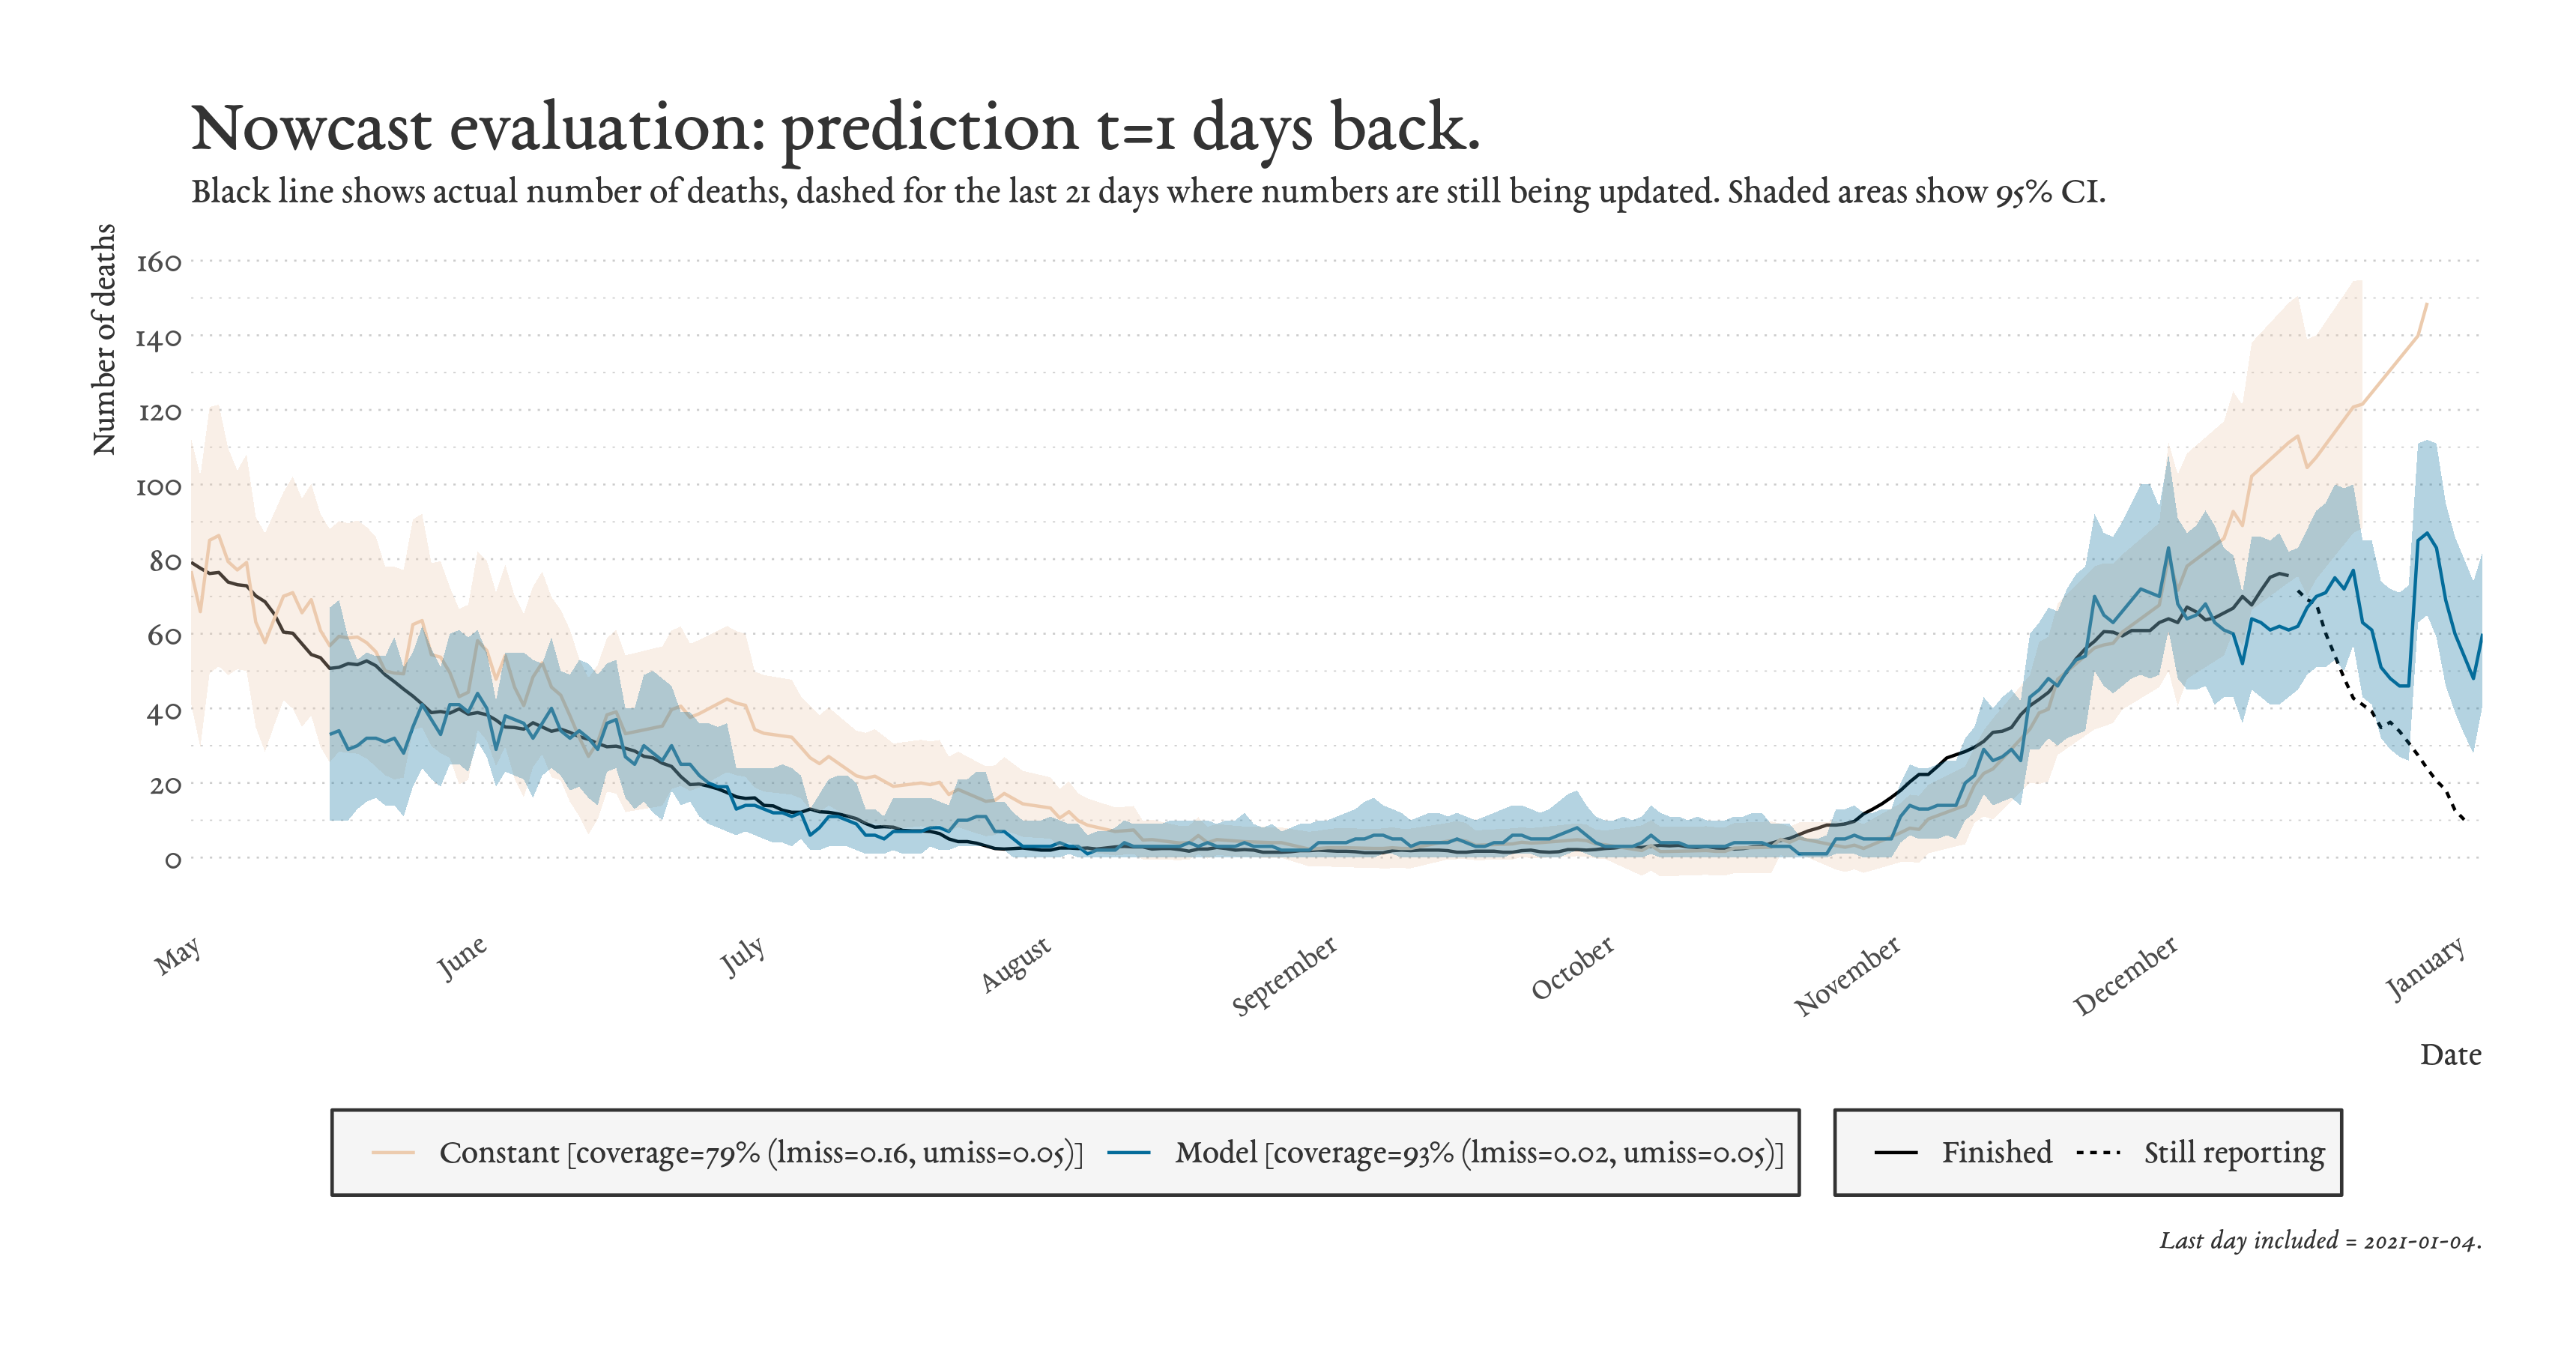 Nowcast evaluation: prediction t=1 days back.
Black line shows actual number of deaths, dashed for the last 21 days where numbers are still being updated. Shaded areas show 95% CI.
Number of deaths
160
140
120
100
80
60
40
20
0
May
June
July
August
September
October
November
December
January
Date
Constant [coverage=79% (lmiss=0.16, umiss=0.05)]
Model [coverage=93% (lmiss=0.02, umiss=0.05)]
Finished
Still reporting
Last day included = 2021-01-04.